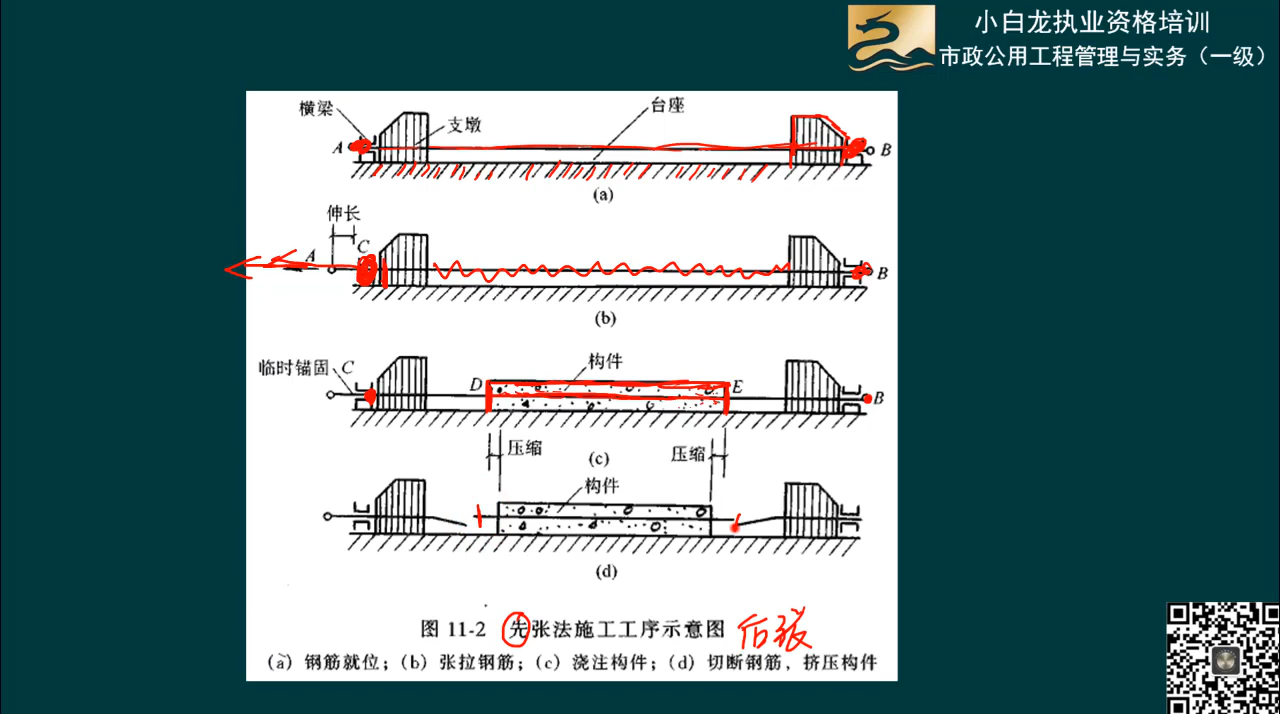 小白龙执业资格培训
市政公用工程管理与实务（一级）
横梁
支墩
台座
A
B
(a)
伸长
A
C
B
(b)
临时锚固
C
构件
D
E
B
压缩
(c)
压缩
构件
(d)
图 11-2 先张法施工工序示意图 后张
(a) 钢筋就位；(b) 张拉钢筋；(c) 浇注构件；(d) 切断钢筋，挤压构件